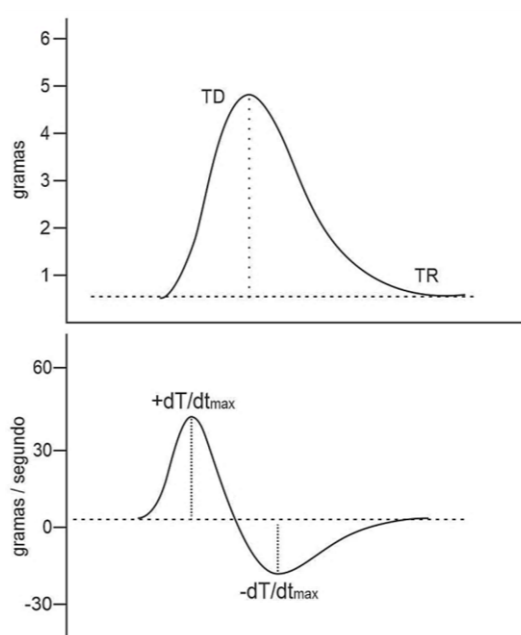 6
5
TD
4
3
2
1
TR
gramas
60
+dT/dtmax
30
0
-dT/dtmax
-30
gramas / segundo